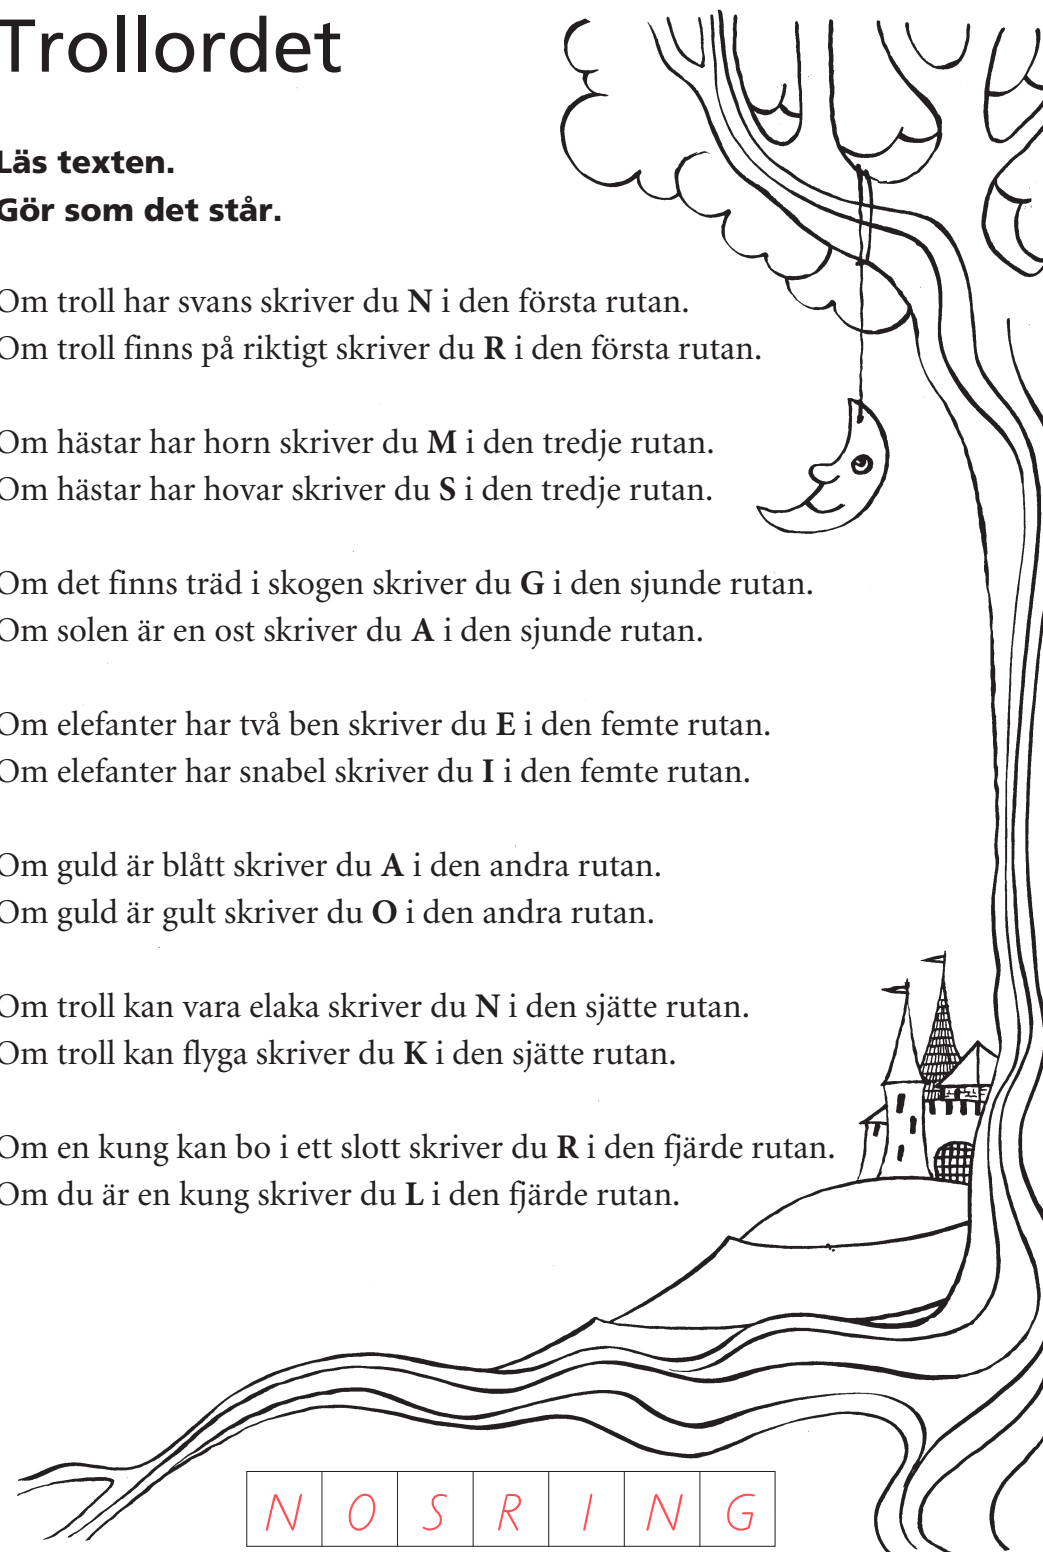 Trollordet
Läs texten.
Gör som det står.
Om troll har svans skriver du N i den första rutan.
Om troll finns på riktigt skriver du R i den första rutan.
Om hästar har horn skriver du M i den tredje rutan.
Om hästar har hovar skriver du S i den tredje rutan.
Om det finns träd i skogen skriver du G i den sjunde rutan.
Om solen är en ost skriver du A i den sjunde rutan.
Om elefanter har två ben skriver du E i den femte rutan.
Om elefanter har snabel skriver du I i den femte rutan.
Om guld är blått skriver du A i den andra rutan.
Om guld är gult skriver du O i den andra rutan.
Om troll kan vara elaka skriver du N i den sjätte rutan.
Om troll kan flyga skriver du K i den sjätte rutan.
Om en kung kan bo i ett slott skriver du R i den fjärde rutan.
Om du är en kung skriver du L i den fjärde rutan.
N O S R I N G